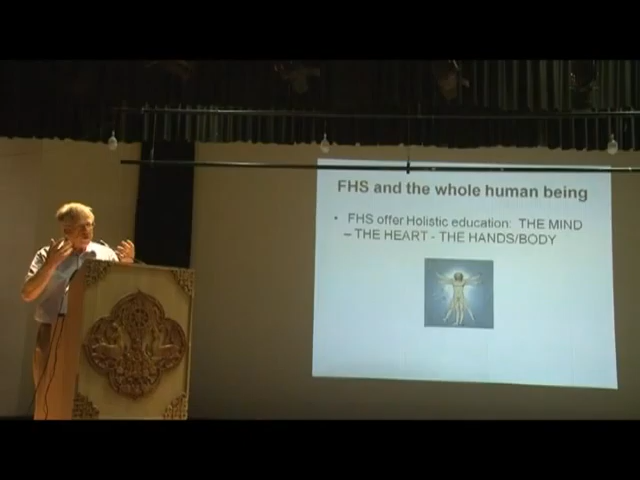 FHS and the whole human being
• FHS offer Holistic education: THE MIND
– THE HEART - THE HANDS/BODY